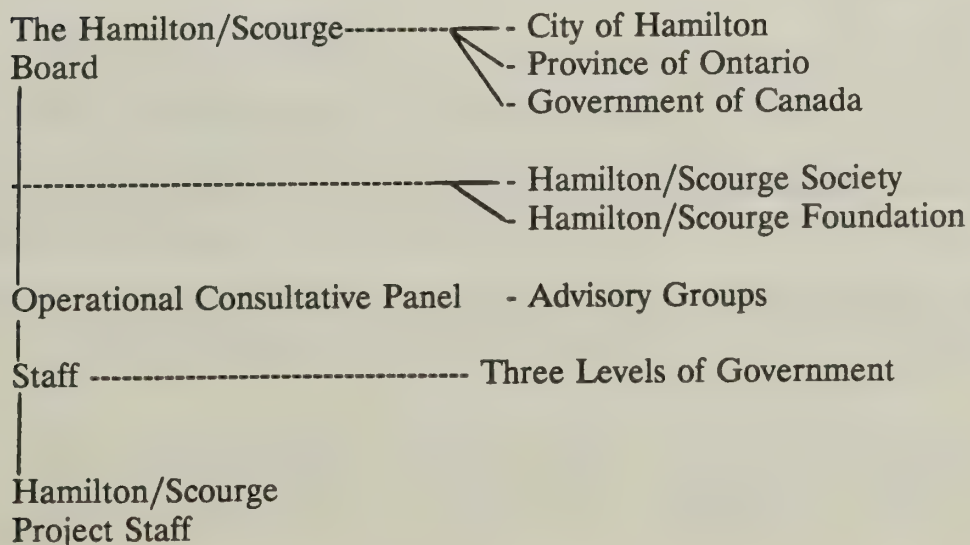 The Hamilton/Scourge - City of Hamilton
Board - Province of Ontario
- Government of Canada
- Hamilton/Scourge Society
- Hamilton/Scourge Foundation
Operational Consultative Panel - Advisory Groups
Staff Three Levels of Government
Hamilton/Scourge
Project Staff